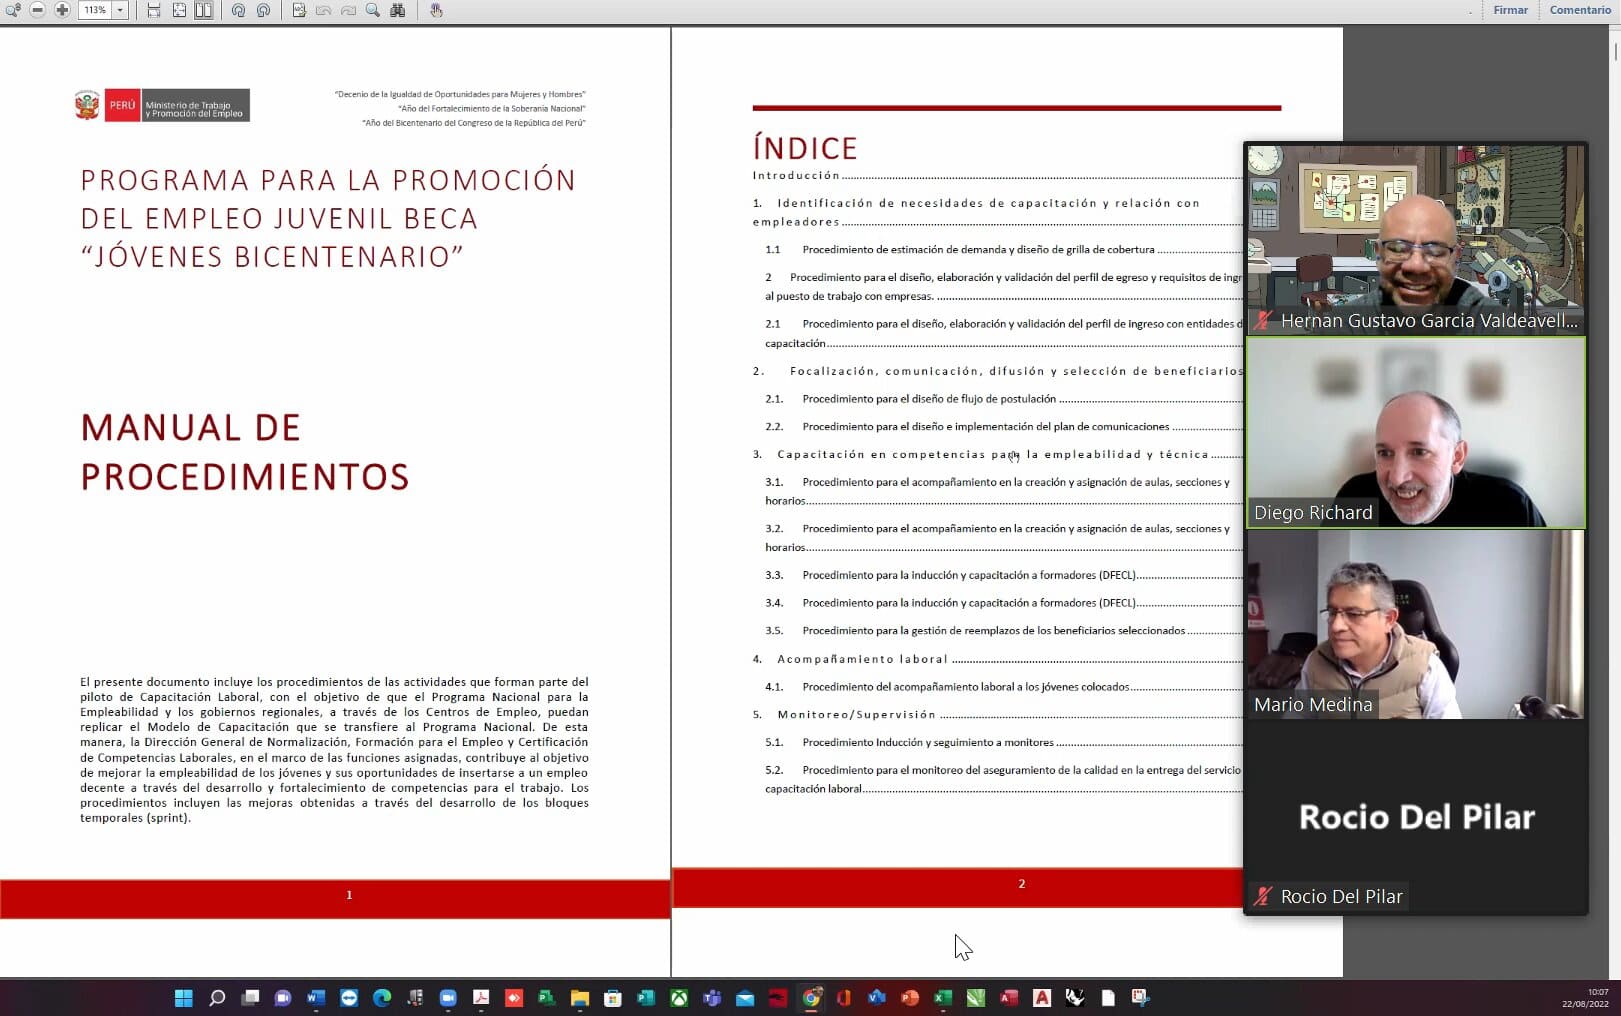 113%
Firmar
Comentario
PERÚ
Ministerio de Trabajo
y Promoción del Empleo
"Decenio de la Igualdad de Oportunidades para Mujeres y Hombres"
"Año del Fortalecimiento de la Soberanía Nacional"
"Año del Bicentenario del Congreso de la República del Perú"
PROGRAMA PARA LA PROMOCIÓN
DEL EMPLEO JUVENIL BECA
“JÓVENES BICENTENARIO”
MANUAL DE
PROCEDIMIENTOS
El presente documento incluye los procedimientos de las actividades que forman parte del
piloto de Capacitación Laboral, con el objetivo de que el Programa Nacional para la
Empleabilidad y los gobiernos regionales, a través de los Centros de Empleo, puedan
replicar el Modelo de Capacitación que se transfiere al Programa Nacional. De esta
manera, la Dirección General de Normalización, Formación para el Empleo y Certificación
de Competencias Laborales, en el marco de las funciones asignadas, contribuye al objetivo
de mejorar la empleabilidad de los jóvenes y sus oportunidades de insertarse a un empleo
decente a través del desarrollo y fortalecimiento de competencias para el trabajo. Los
procedimientos incluyen las mejoras obtenidas a través del desarrollo de los bloques
temporales (sprint).
1
ÍNDICE
Introducción
1. Identificación de necesidades de capacitación y relación con
empleadores
1.1 Procedimiento de estimación de demanda y diseño de grilla de cobertura
2 Procedimiento para el diseño, elaboración y validación del perfil de egreso y requisitos de ingr
al puesto de trabajo con empresas.
2.1 Procedimiento para el diseño, elaboración y validación del perfil de ingreso con entidades d
capacitación
2. Focalización, comunicación, difusión y selección de beneficiarios
2.1. Procedimiento para el diseño de flujo de postulación
2.2. Procedimiento para el diseño e implementación del plan de comunicaciones
3. Capacitación en competencias para la empleabilidad y técnica
3.1. Procedimiento para el acompañamiento en la creación y asignación de aulas, secciones y
horarios
3.2. Procedimiento para el acompañamiento en la creación y asignación de aulas, secciones y
horarios
3.3. Procedimiento para la inducción y capacitación a formadores (DFECL)
3.4. Procedimiento para la inducción y capacitación a formadores (DFECL)
3.5. Procedimiento para la gestión de reemplazos de los beneficiarios seleccionados
4. Acompañamiento laboral
4.1. Procedimiento del acompañamiento laboral a los jóvenes colocados
5. Monitoreo/Supervisión
5.1. Procedimiento Inducción y seguimiento a monitores
5.2. Procedimiento para el monitoreo del aseguramiento de la calidad en la entrega del servicio
capacitación laboral
2
Hernan Gustavo Garcia Valdeavell...
Diego Richard
Mario Medina
Rocio Del Pilar
Rocio Del Pilar
10:07
22/08/2022